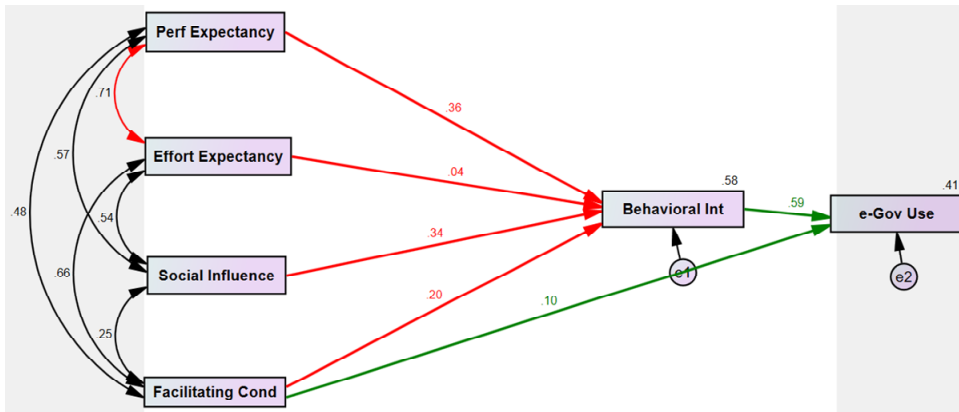 Perf Expectancy
.71
.36
.57
Effort Expectancy
.04
.58
.41
.48
.54
Behavioral Int
.59
e-Gov Use
.34
.66
Social Influence
e1
e2
.20
.10
.25
Facilitating Cond